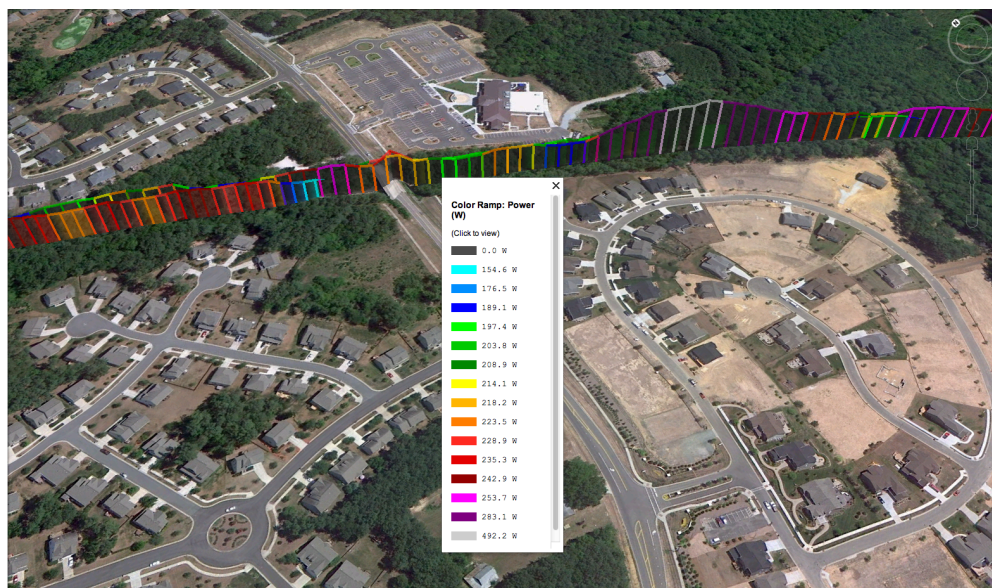 Color Ramp: Power
(W)
(Click to view)
0.0 W
154.6 W
176.5 W
189.1 W
197.4 W
203.8 W
208.9 W
214.1 W
218.2 W
223.5 W
228.9 W
235.3 W
242.9 W
253.7 W
283.1 W
492.2 W